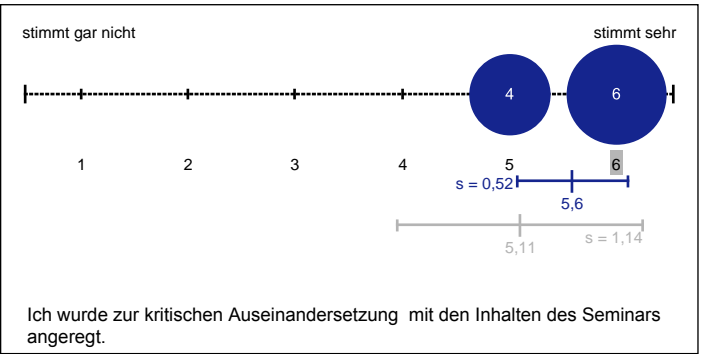 stimmt gar nicht stimmt sehr
4 6
1 2 3 4 5 6
s = 0,52
5,6
5,11 s = 1,14
Ich wurde zur kritischen Auseinandersetzung mit den Inhalten des Seminars
angeregt.